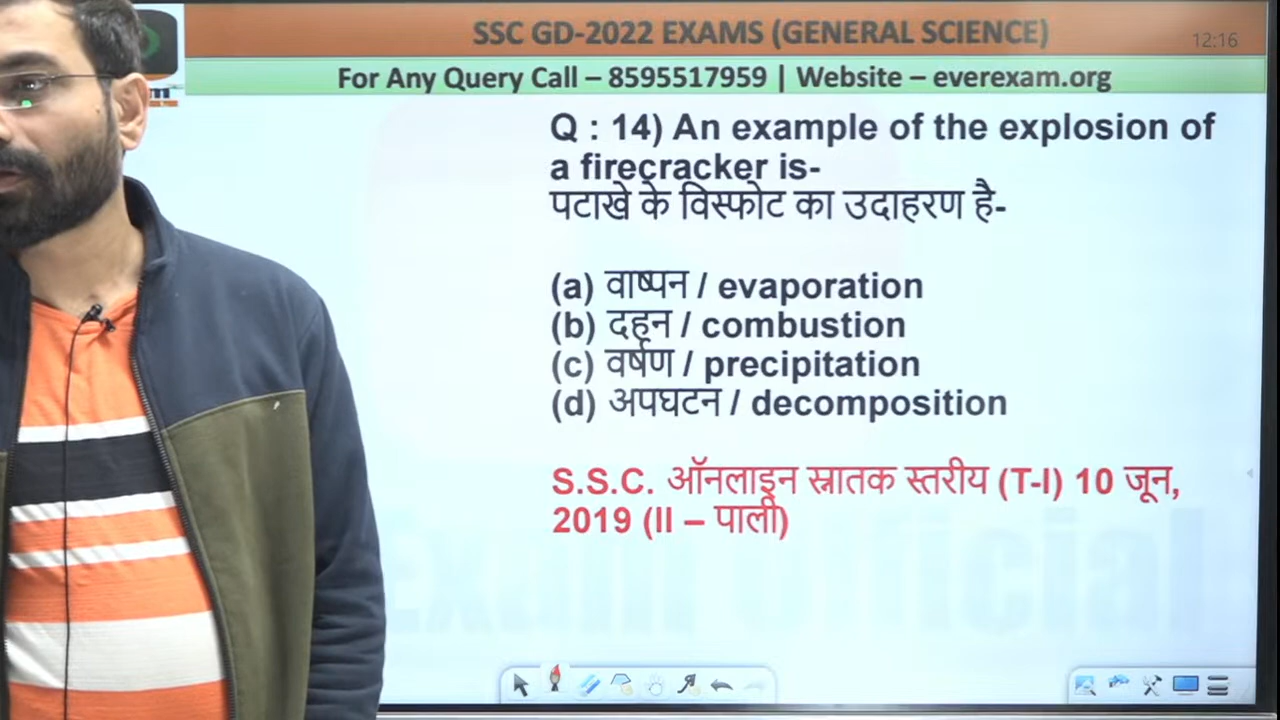 SSC GD-2022 EXAMS (GENERAL SCIENCE)
12:16
For Any Query Call – 8595517959 | Website – everexam.org
Q : 14) An example of the explosion of
a firecracker is-
पटाखे के विस्फोट का उदाहरण है-
(a) वाष्पन / evaporation
(b) दहन / combustion
(c) वर्षण / precipitation
(d) अपघटन / decomposition
S.S.C. ऑनलाइन स्नातक स्तरीय (T-I) 10 जून,
2019 (II – पाली)
Exam Official